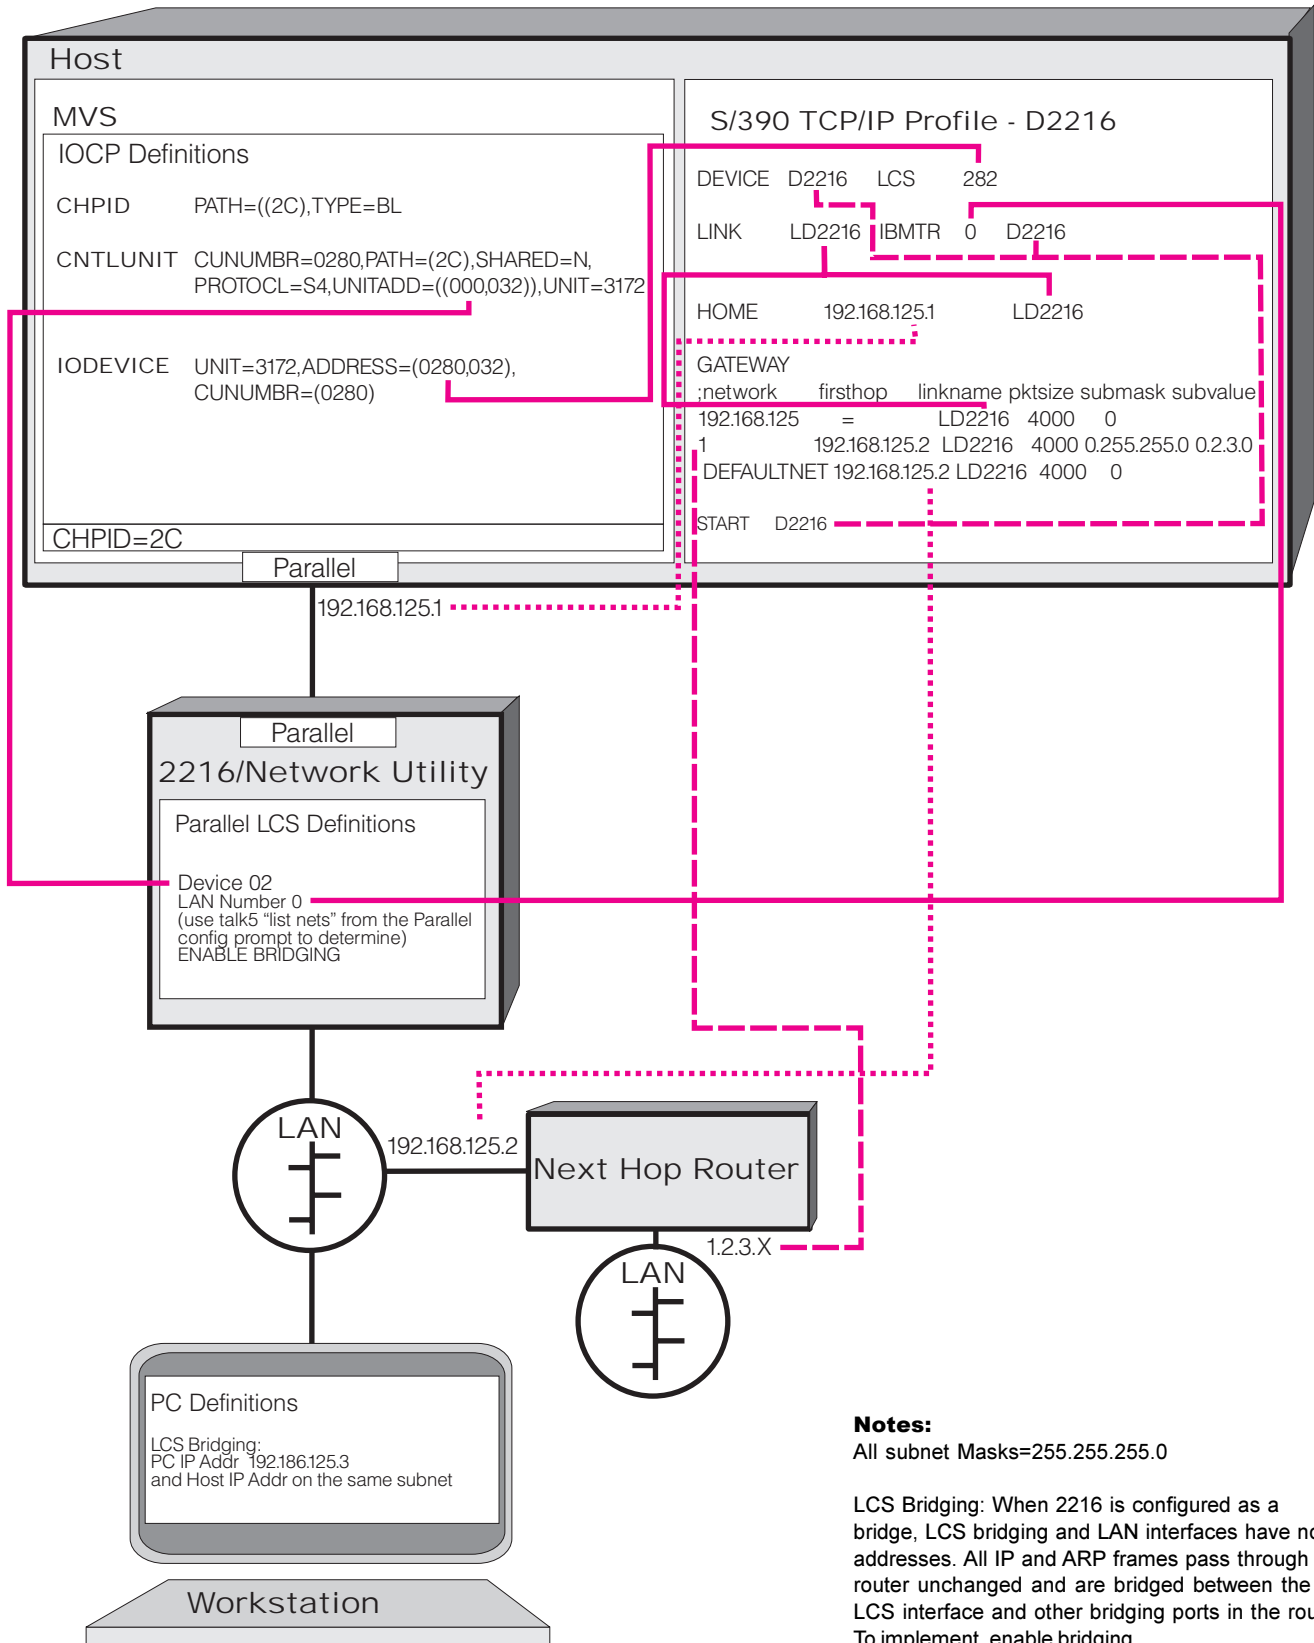 Host
MVS
IOCP Definitions
CHPID PATH=((2C),TYPE=BL
CNTLUNIT CUNUMBR=0280,PATH=(2C),SHARED=N,
PROTOCL=S4,UNITADD=((000,032)),UNIT=3172
IODEVICE UNIT=3172,ADDRESS=(0280,032),
CUNUMBR=(0280)
CHPID=2C
Parallel
S/390 TCP/IP Profile - D2216
DEVICE D2216 LCS 282
LINK LD2216 IBMTR 0 D2216
HOME 192.168.125.1 LD2216
GATEWAY
;network firsthop linkname pktsize submask subvalue
192.168.125 = LD2216 4000 0
1 192.168.125.2 LD2216 4000 0.255.255.0 0.2.3.0
DEFAULTNET 192.168.125.2 LD2216 4000 0
START D2216
192.168.125.1
Parallel
2216/Network Utility
Parallel LCS Definitions
Device 02
LAN Number 0
(use talk5 “list nets” from the Parallel
config prompt to determine)
ENABLE BRIDGING
LAN
192.168.125.2
Next Hop Router
1.2.3.X
LAN
PC Definitions
LCS Bridging:
PC IP Addr 192.186.125.3
and Host IP Addr on the same subnet
Workstation
Notes:
All subnet Masks=255.255.255.0
LCS Bridging: When 2216 is configured as a
bridge, LCS bridging and LAN interfaces have no
addresses. All IP and ARP frames pass through
router unchanged and are bridged between the
LCS interface and other bridging ports in the rou
To implement, enable bridging